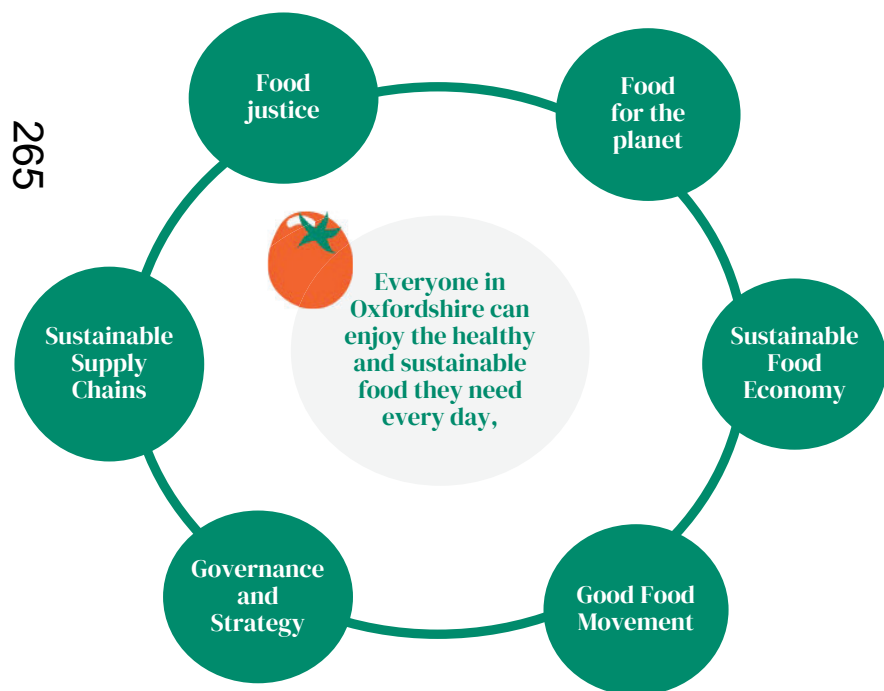 265
Food
justice
Food
for the
planet
Everyone in
Oxfordshire can
enjoy the healthy
and sustainable
food they need
every day,
Sustainable
Supply
Chains
Sustainable
Food
Economy
Governance
and
Strategy
Good Food
Movement